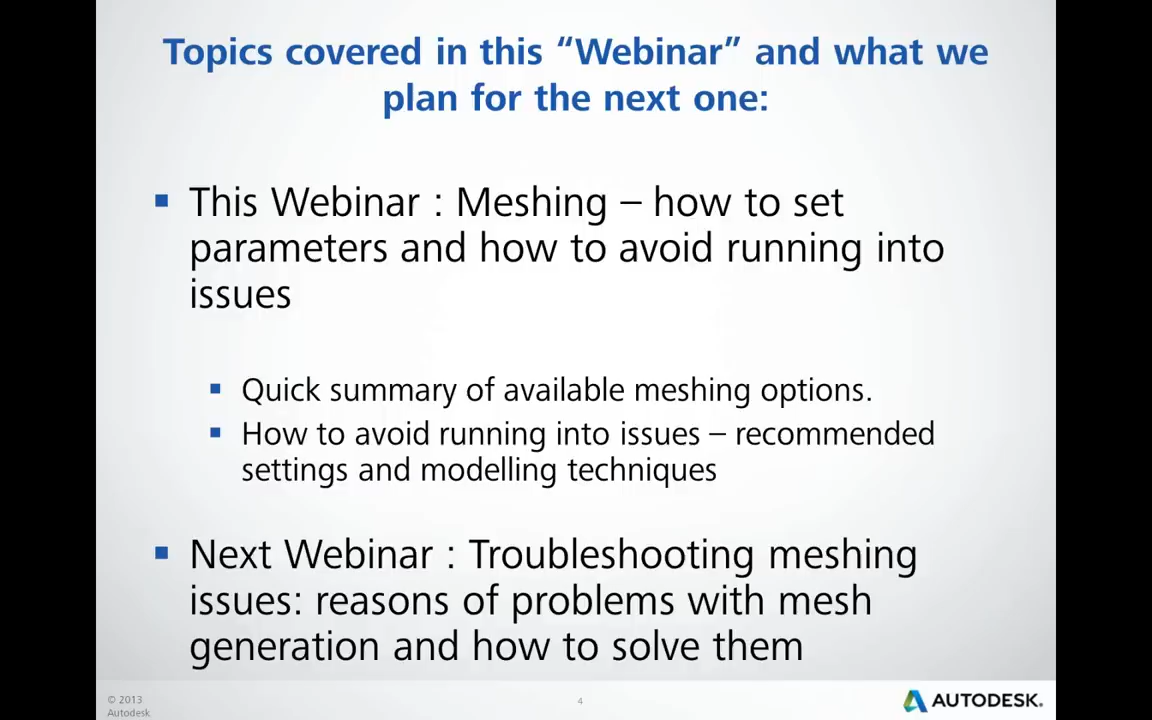 Topics covered in this “Webinar” and what we
plan for the next one:
▪ This Webinar : Meshing – how to set
parameters and how to avoid running into
issues
▪ Quick summary of available meshing options.
▪ How to avoid running into issues – recommended
settings and modelling techniques
▪ Next Webinar : Troubleshooting meshing
issues: reasons of problems with mesh
generation and how to solve them
© 2013
Autodesk
4
AUTODESK.